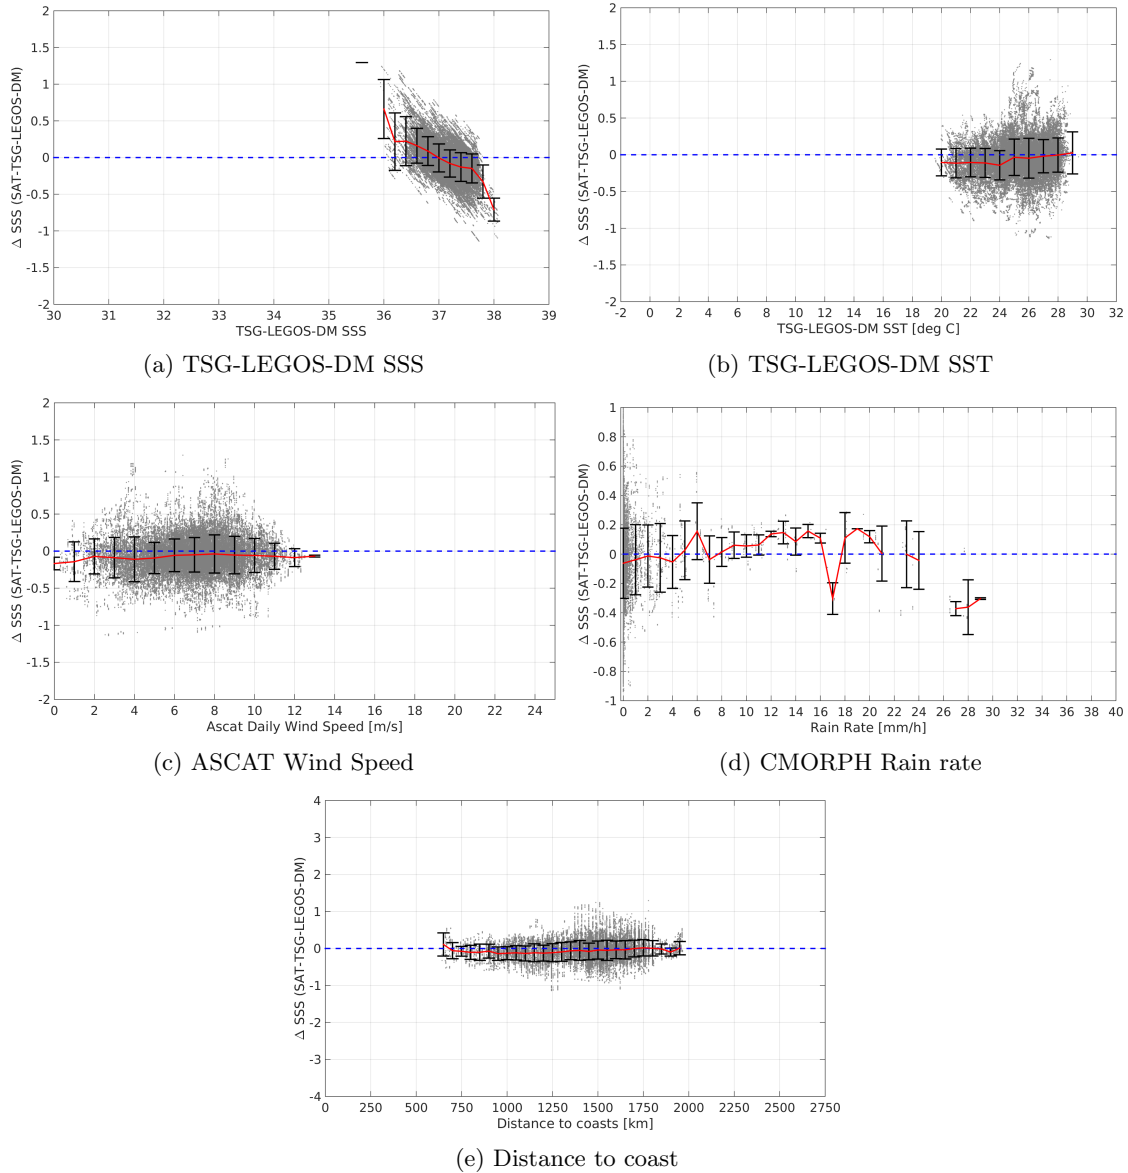 2
1.5
1
0.5
0
-0.5
-1
-1.5
-2
Δ SSS (SAT-TSG-LEGOS-DM)
30 31 32 33 34 35 36 37 38 39
TSG-LEGOS-DM SSS
(a) TSG-LEGOS-DM SSS
2
1.5
1
0.5
0
-0.5
-1
-1.5
-2
Δ SSS (SAT-TSG-LEGOS-DM)
-2 0 2 4 6 8 10 12 14 16 18 20 22 24 26 28 30 32
TSG-LEGOS-DM SST [deg C]
(b) TSG-LEGOS-DM SST
2
1.5
1
0.5
0
-0.5
-1
-1.5
-2
Δ SSS (SAT-TSG-LEGOS-DM)
0 2 4 6 8 10 12 14 16 18 20 22 24
Ascat Daily Wind Speed [m/s]
(c) ASCAT Wind Speed
1
0.8
0.6
0.4
0.2
0
-0.2
-0.4
-0.6
-0.8
-1
Δ SSS (SAT-TSG-LEGOS-DM)
0 2 4 6 8 10 12 14 16 18 20 22 24 26 28 30 32 34 36 38 40
Rain Rate [mm/h]
(d) CMORPH Rain rate
4
3
2
1
0
-1
-2
-3
-4
Δ SSS (SAT-TSG-LEGOS-DM)
0 250 500 750 1000 1250 1500 1750 2000 2250 2500 2750
Distance to coasts [km]
(e) Distance to coast